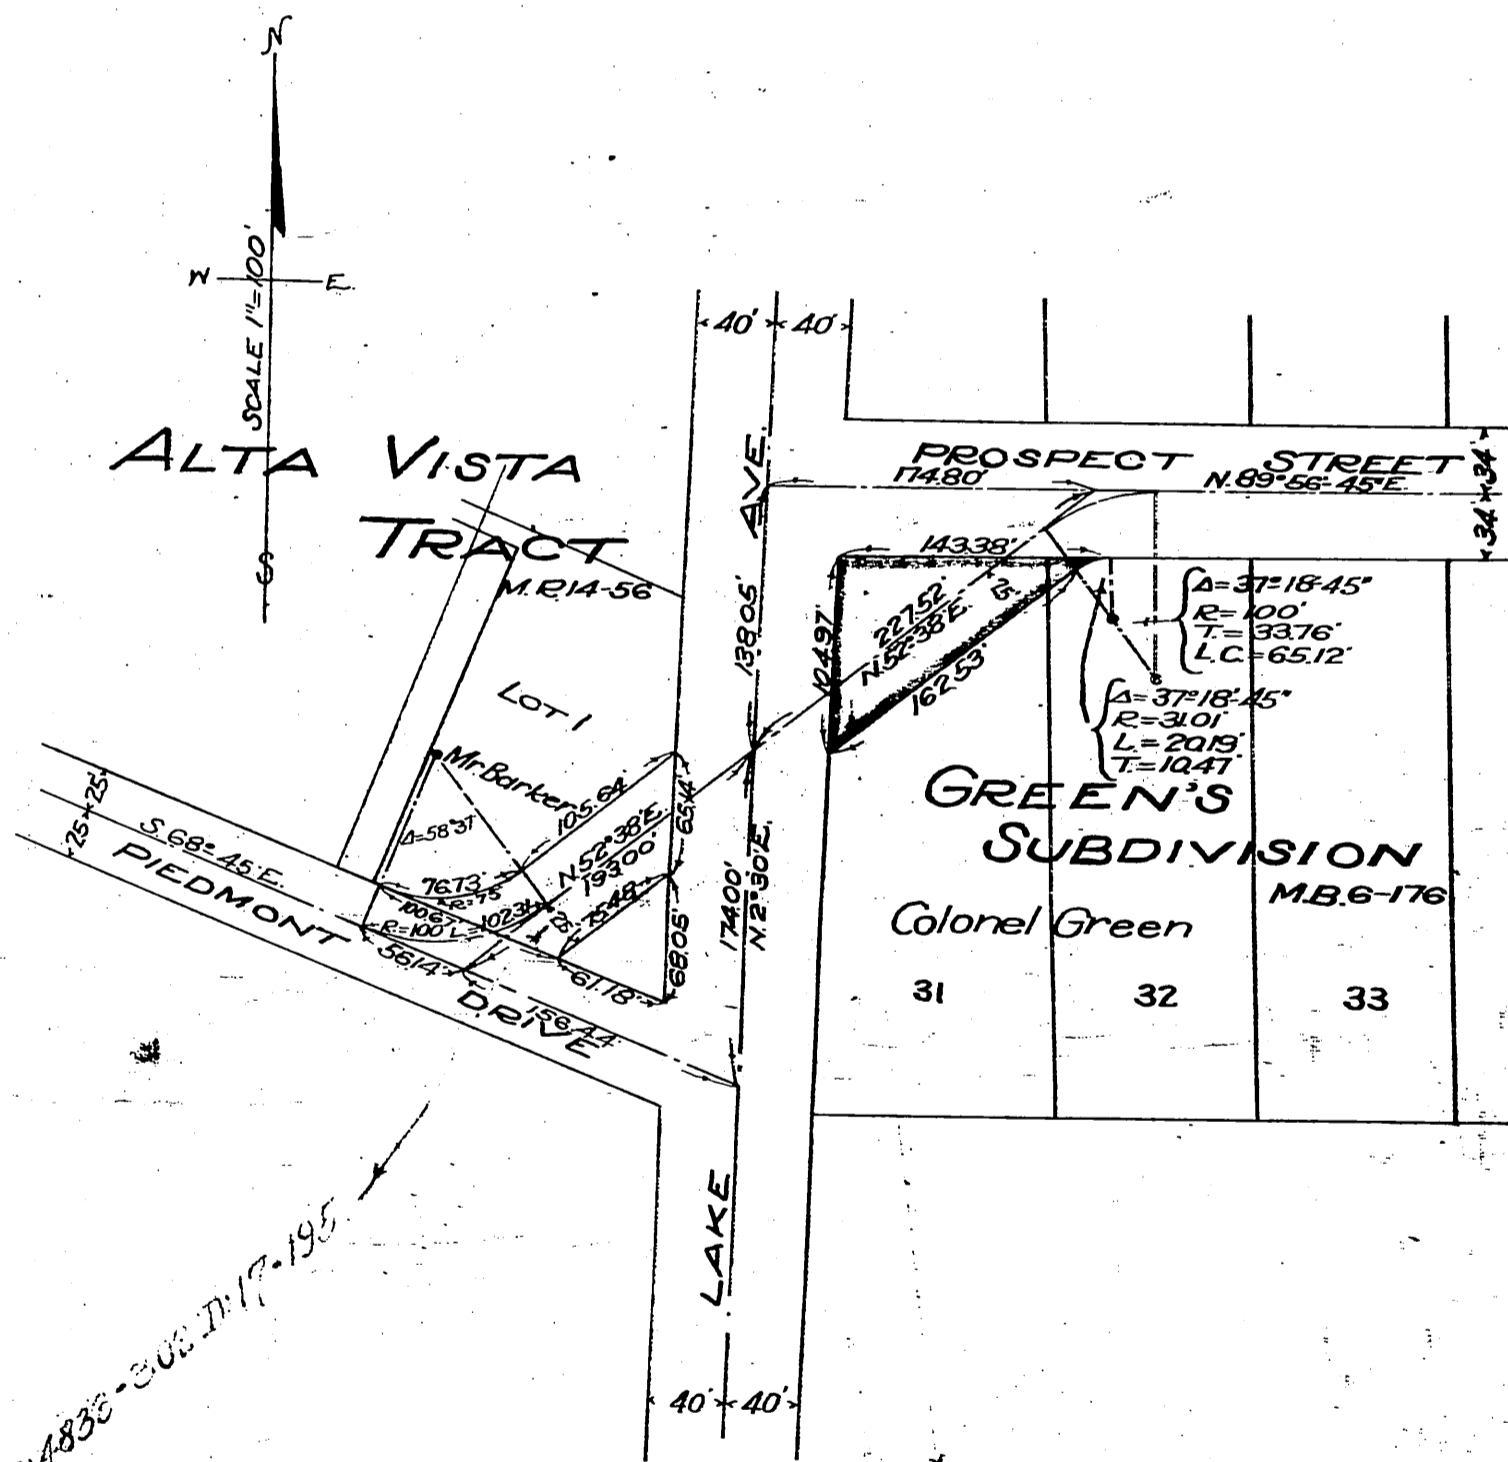 N
W
E.
SCALE 1"=100'
S
ALTA VISTA
TRACT
M.R.14-56
LOT 1
Mr. Barker
40' 40'
LAKE AVE.
PROSPECT STREET
174.80'
N.89°56'45"E.
34' 34'
143.38'
104.97'
227.52'
N.52°38'E.
25'
162.53'
138.05'
Δ=37°18'45"
R=100'
T.=33.76'
L.C.=65.12'
Δ=37°18'45"
R=31.01'
L.=20.19'
T.=10.47'
GREEN'S
SUBDIVISION
M.B.6-176
Colonel Green
31
32
33
25 25'
S.68°45'E.
PIEDMONT DRIVE
Δ=58°37'
105.64'
65.14'
N.52°38'E.
193.00'
76.73'
R=75
100.67'
R=100' L=102.31'
25'
75.48'
56.14'
61.18'
68.05'
156.44'
174.00'
N.2°30'E.
40' 40'